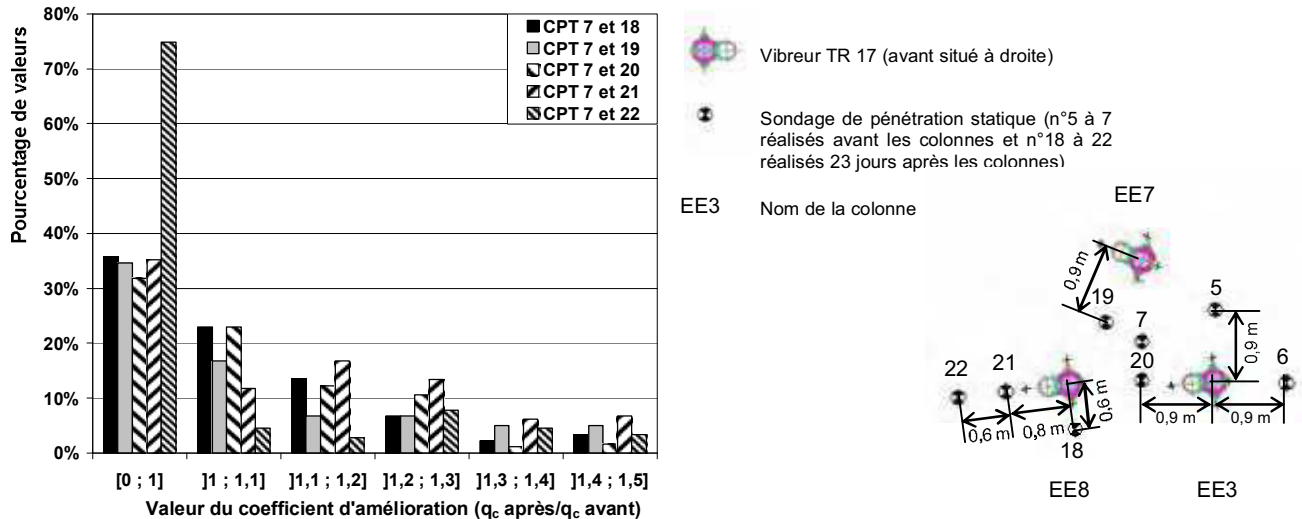 80%
70%
60%
50%
40%
30%
20%
10%
0%
Pourcentage de valeurs
CPT 7 et 18
CPT 7 et 19
CPT 7 et 20
CPT 7 et 21
CPT 7 et 22
[0 ; 1]
]1 ; 1,1]
]1,1 ; 1,2]
]1,2 ; 1,3]
]1,3 ; 1,4]
]1,4 ; 1,5]
Valeur du coefficient d'amélioration (qc après/qc avant)
Vibreur TR 17 (avant situé à droite)
Sondage de pénétration statique (n°5 à 7
réalisés avant les colonnes et n°18 à 22
réalisés 23 jours après les colonnes)
EE3
Nom de la colonne
EE7
0,9 m
19
5
7
0,9 m
22
21
20
6
0,6 m
0,6 m
0,8 m
0,9 m
0,9 m
18
EE8
EE3